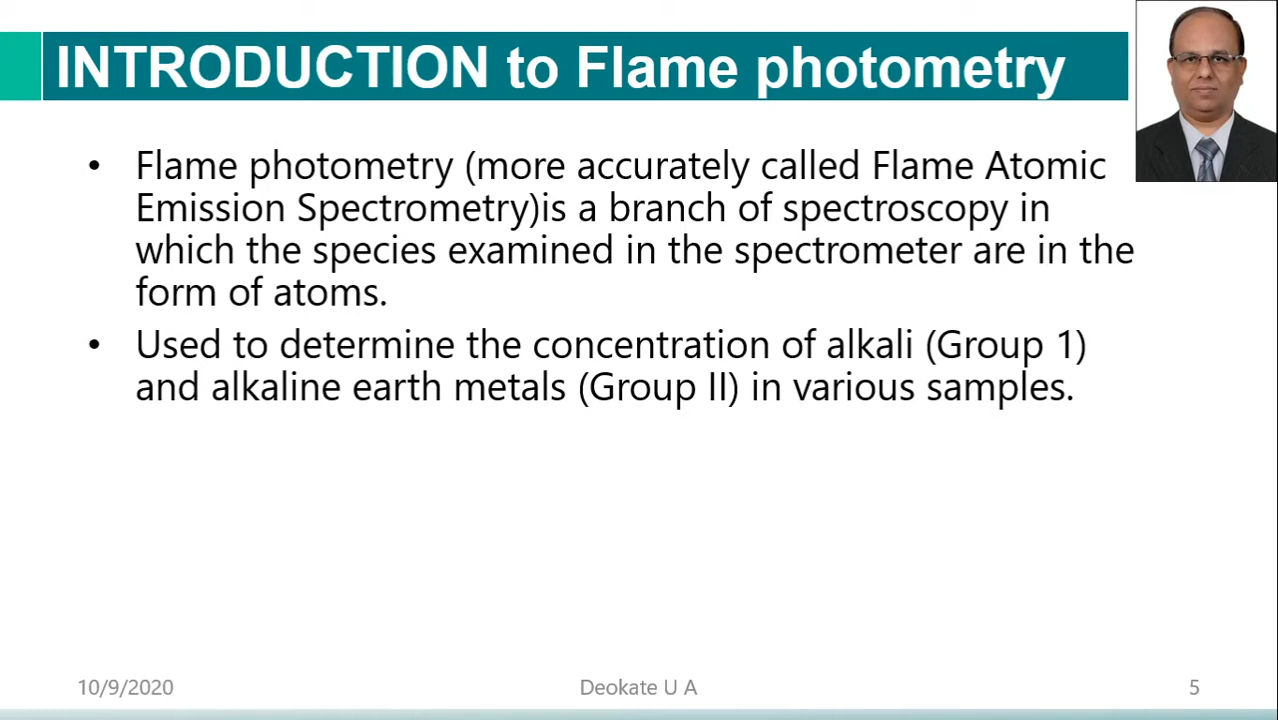 INTRODUCTION to Flame photometry
• Flame photometry (more accurately called Flame Atomic
Emission Spectrometry)is a branch of spectroscopy in
which the species examined in the spectrometer are in the
form of atoms.
• Used to determine the concentration of alkali (Group 1)
and alkaline earth metals (Group II) in various samples.
10/9/2020
Deokate U A
5